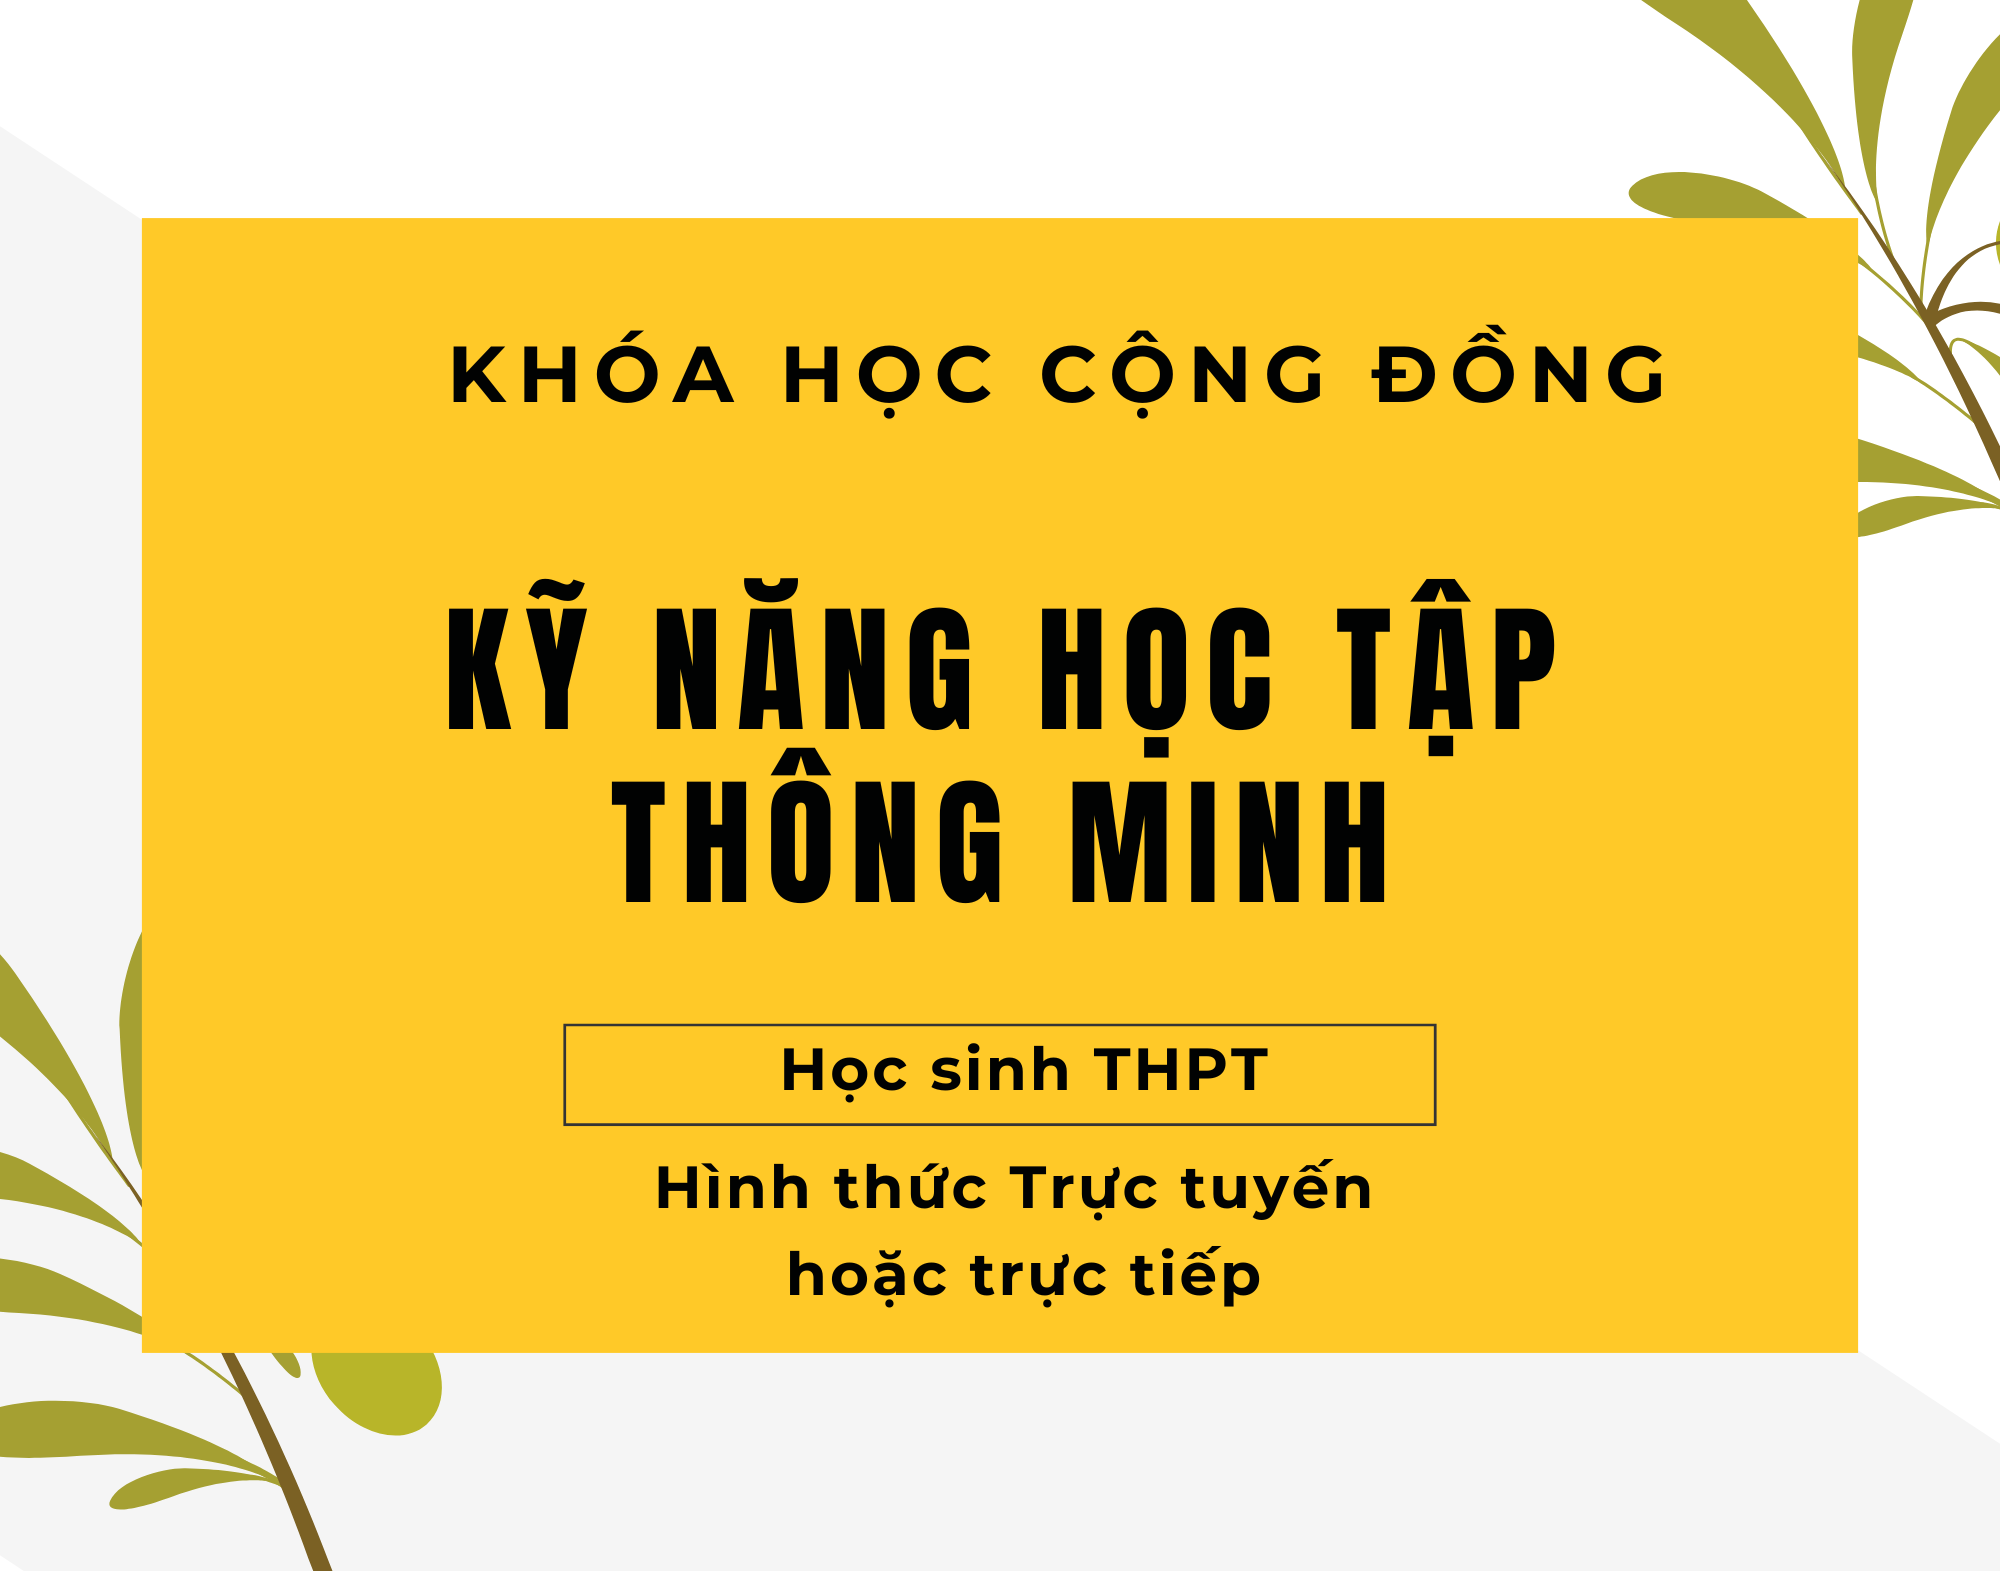 KHÓA HỌC CỘNG ĐỒNG
KỸ NĂNG HỌC TẬP
THÔNG MINH
Học sinh THPT
Hình thức Trực tuyến
hoặc trực tiếp